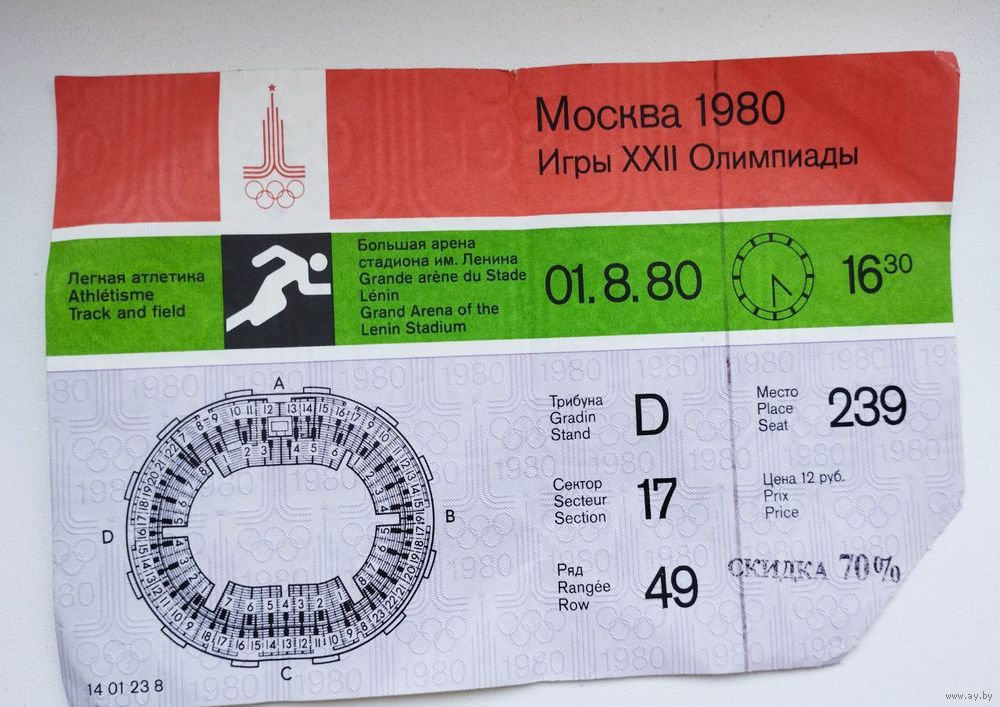 Москва 1980
Игры XXII Олимпиады
Легкая атлетика
Athlétisme
Track and field
Большая арена
стадиона им. Ленина
Grande arène du Stade
Lénin
Grand Arena of the
Lenin Stadium
01.8.80
16³⁰
A
B
C
D
Трибуна
Gradin
Stand
D
Место
Place
Seat
239
Сектор
Secteur
Section
17
Цена 12 руб.
Prix
Price
Ряд
Rangée
Row
49
СКИДКА 70%
14 01 23 8
www.ay.by